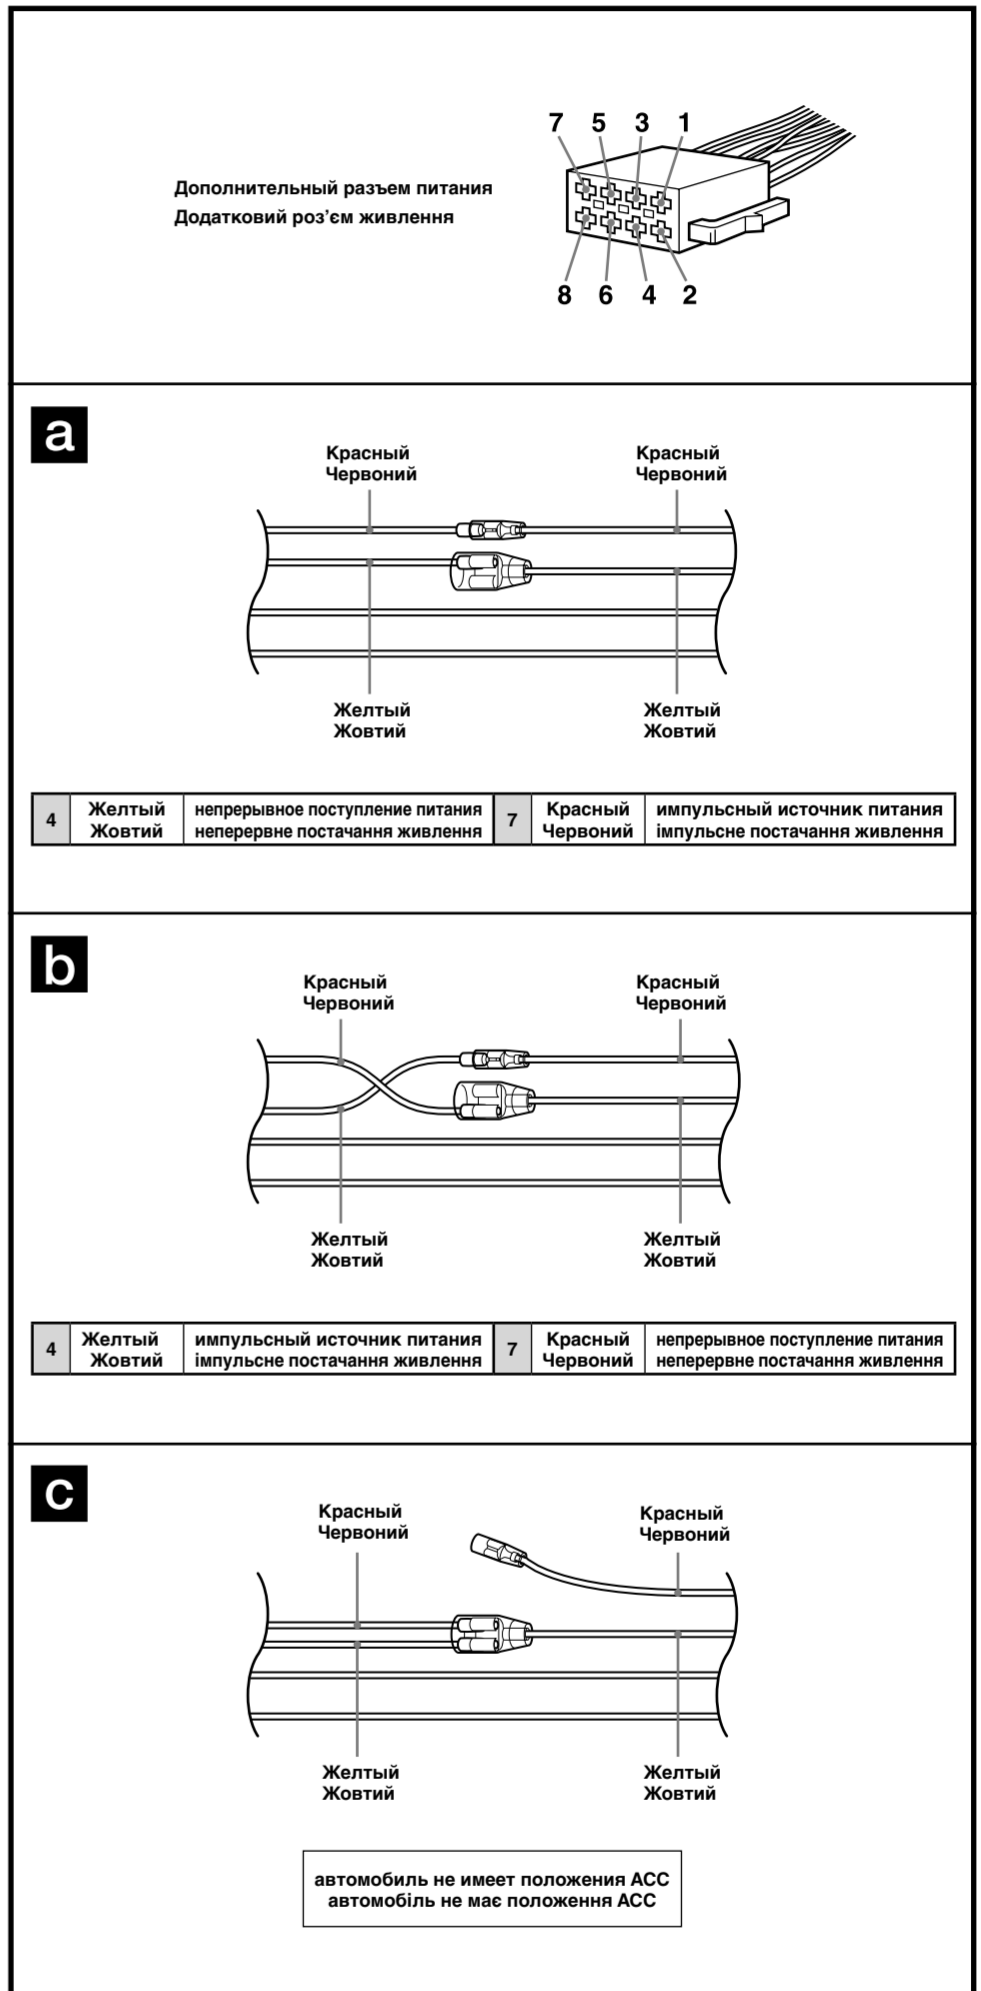 7 5 3 1
Дополнительный разъем питания
Додатковий роз’єм живлення
8 6 4 2
a
Красный Красный
Червоний Червоний
Желтый Желтый
Жовтий Жовтий
4 Желтый непрерывное поступление питания 7 Красный импульсный источник питания
Жовтий неперервне постачання живлення Червоний імпульсне постачання живлення
b
Красный Красный
Червоний Червоний
Желтый Желтый
Жовтий Жовтий
4 Желтый импульсный источник питания 7 Красный непрерывное поступление питания
Жовтий імпульсне постачання живлення Червоний неперервне постачання живлення
c
Красный Красный
Червоний Червоний
Желтый Желтый
Жовтий Жовтий
автомобиль не имеет положения ACC
автомобіль не має положення ACC